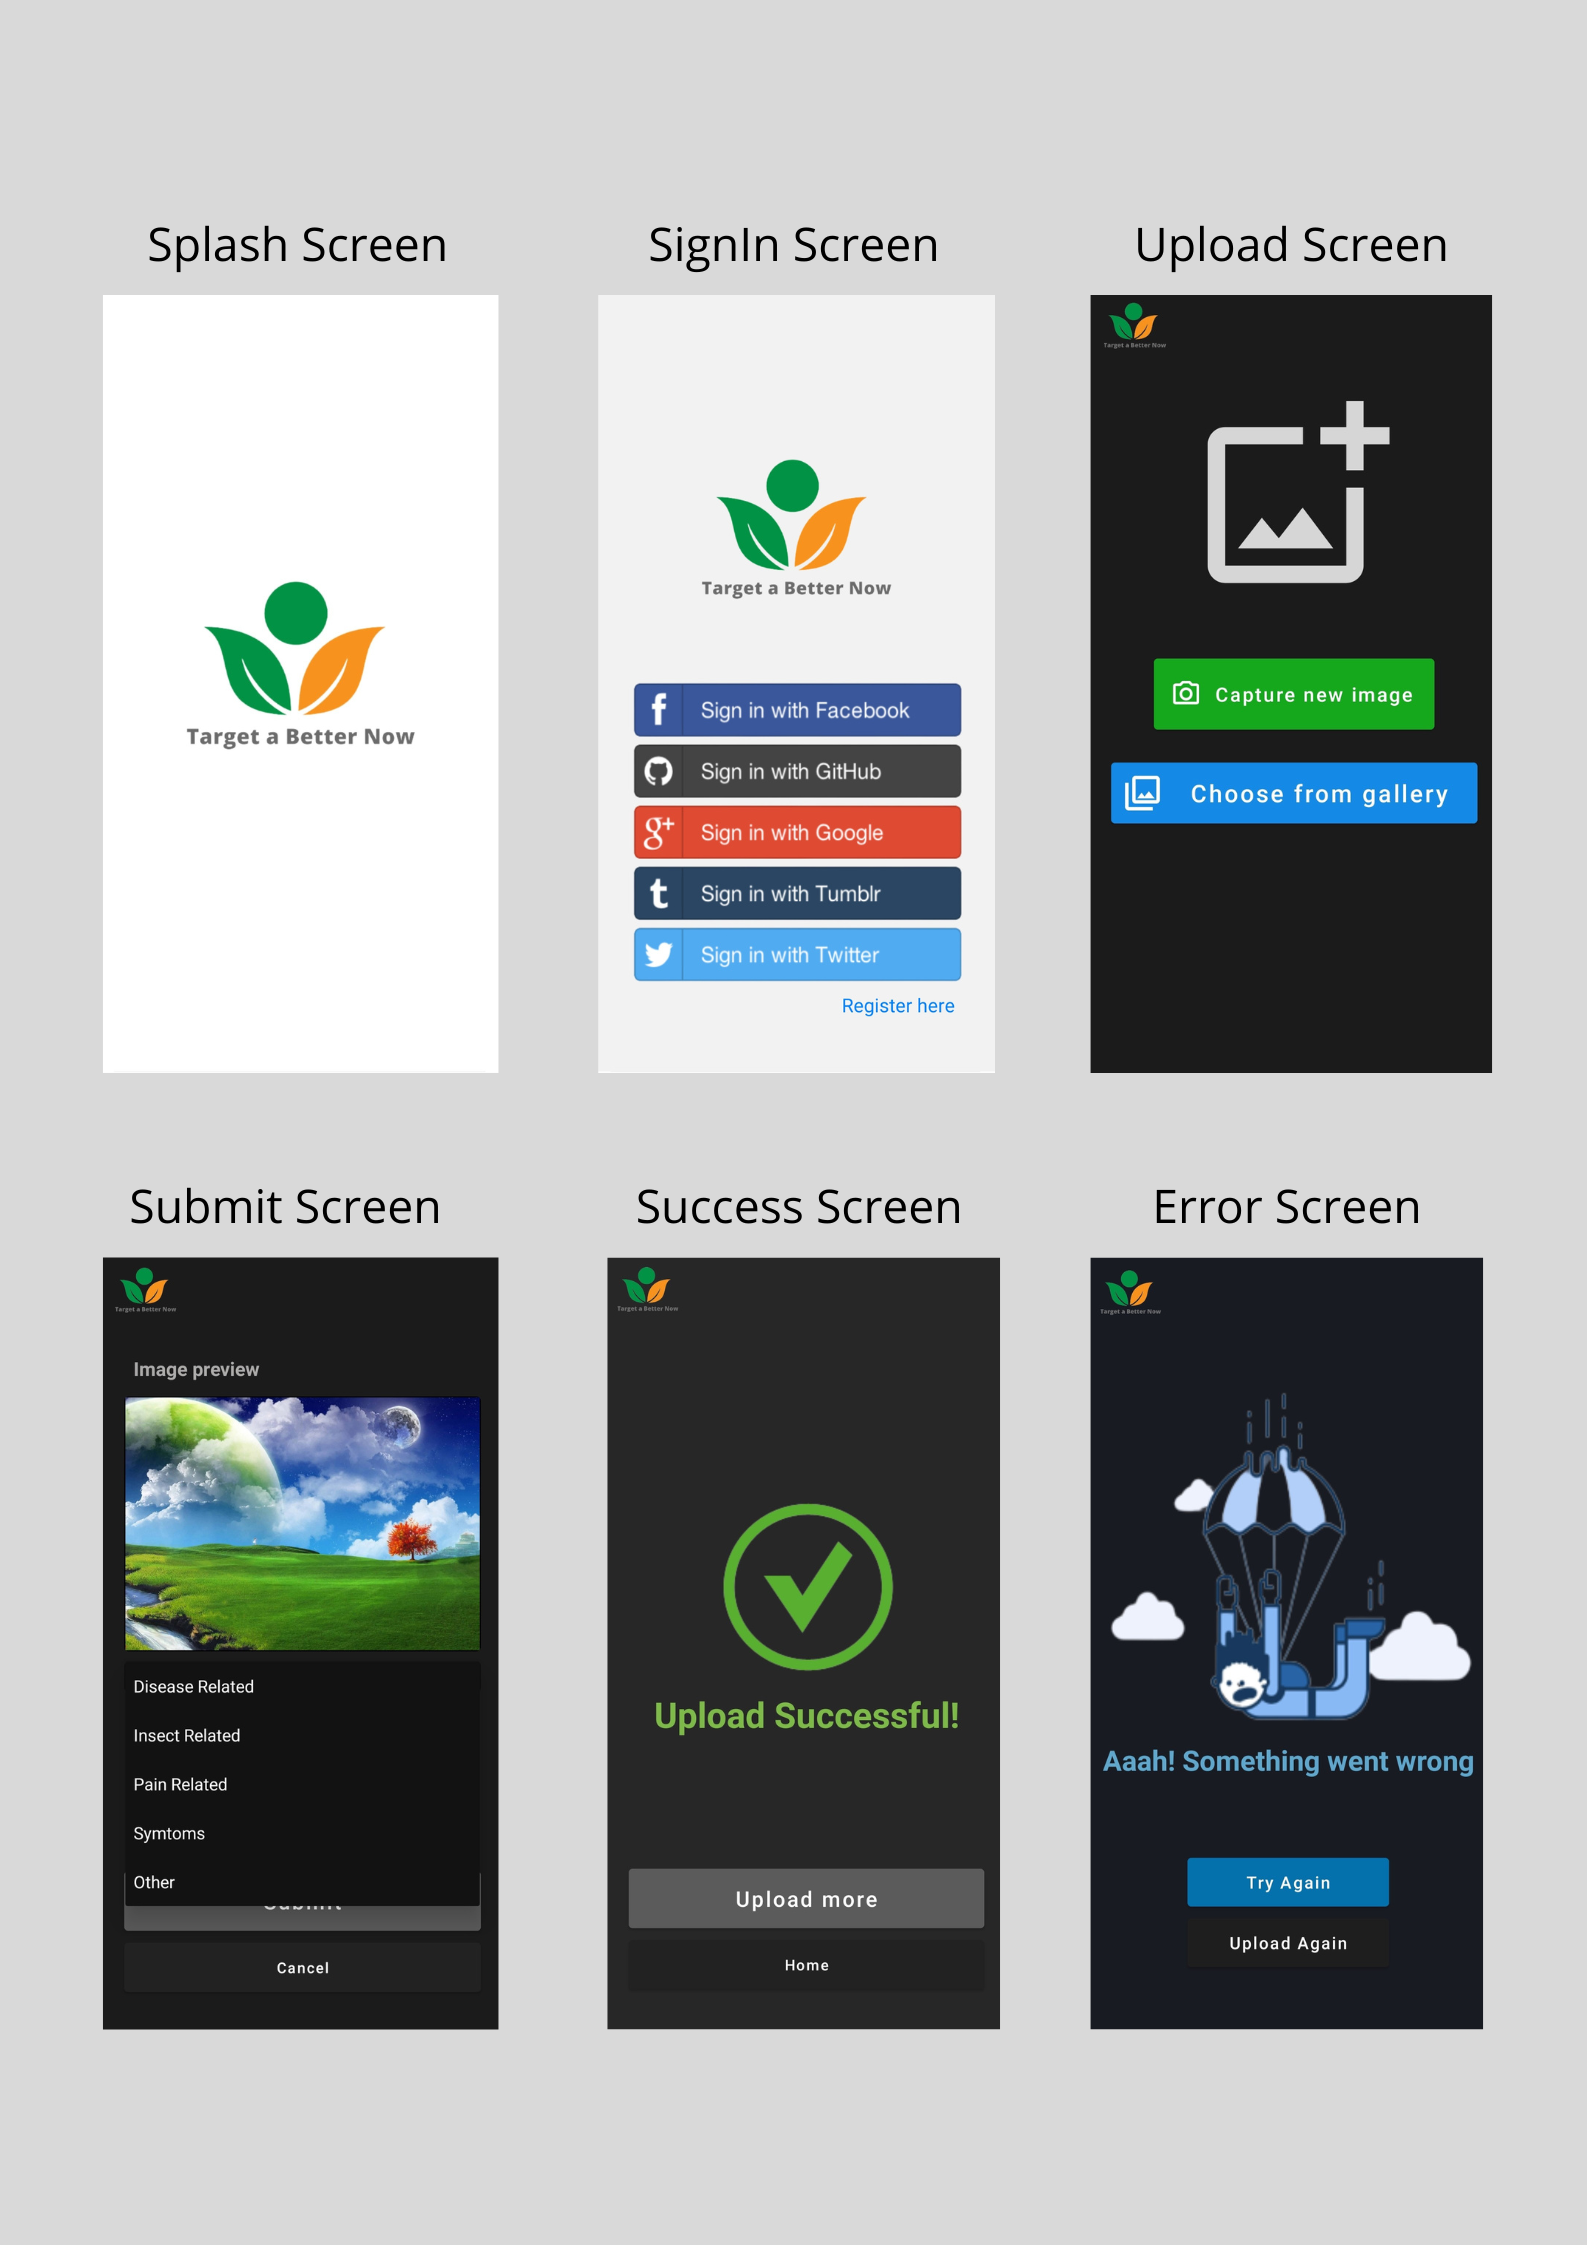 Splash Screen
SignIn Screen
Upload Screen
Target a Better Now
Target a Better Now
Sign in with Facebook
Sign in with GitHub
Sign in with Google
Sign in with Tumblr
Sign in with Twitter
Register here
Target a Better Now
Capture new image
Choose from gallery
Submit Screen
Success Screen
Error Screen
Target a Better Now
Image preview
Disease Related
Insect Related
Pain Related
Symtoms
Other
Submit
Cancel
Target a Better Now
Upload Successful!
Upload more
Home
Target a Better Now
Aaah! Something went wrong
Try Again
Upload Again